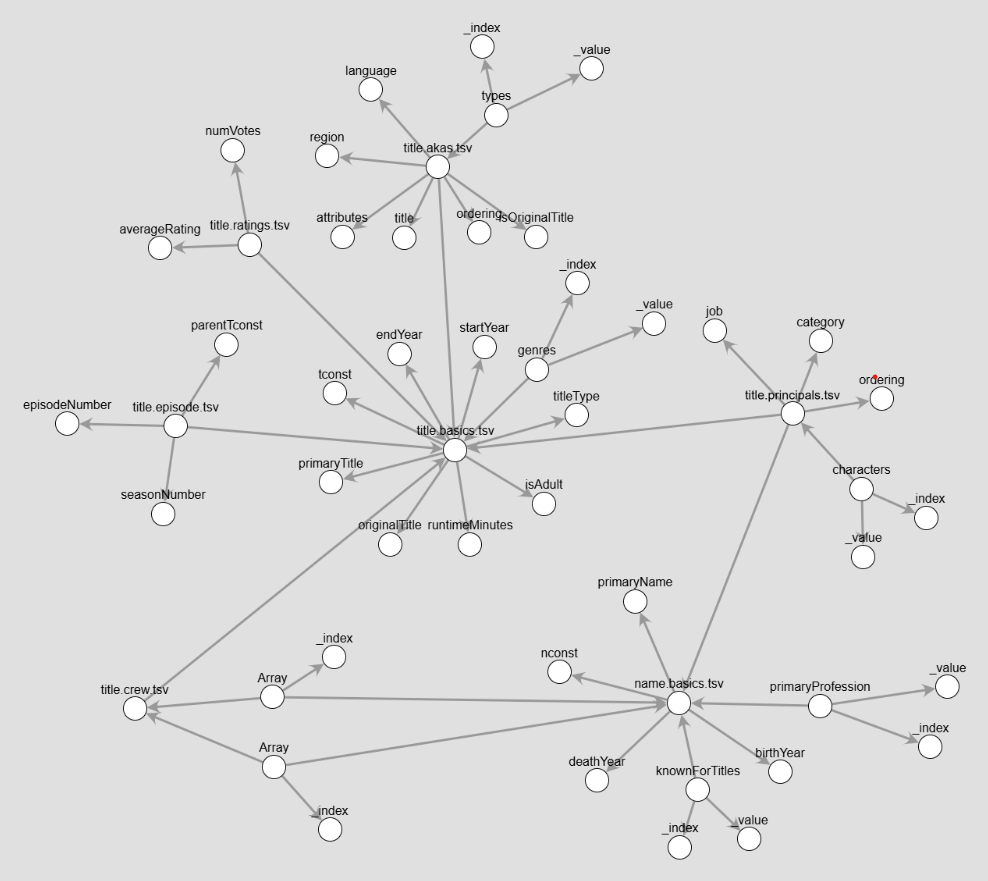 _index
_value
language
types
numVotes
region
title.akas.tsv
attributes
title
ordering
isOriginalTitle
averageRating
title.ratings.tsv
_index
_value
parentTconst
endYear
startYear
genres
job
category
tconst
titleType
title.principals.tsv
ordering
episodeNumber
title.episode.tsv
title.basics.tsv
primaryTitle
isAdult
characters
seasonNumber
_index
originalTitle
runtimeMinutes
_value
primaryName
_index
nconst
Array
title.crew.tsv
name.basics.tsv
primaryProfession
_value
_index
Array
deathYear
knownForTitles
birthYear
_index
_index
_value